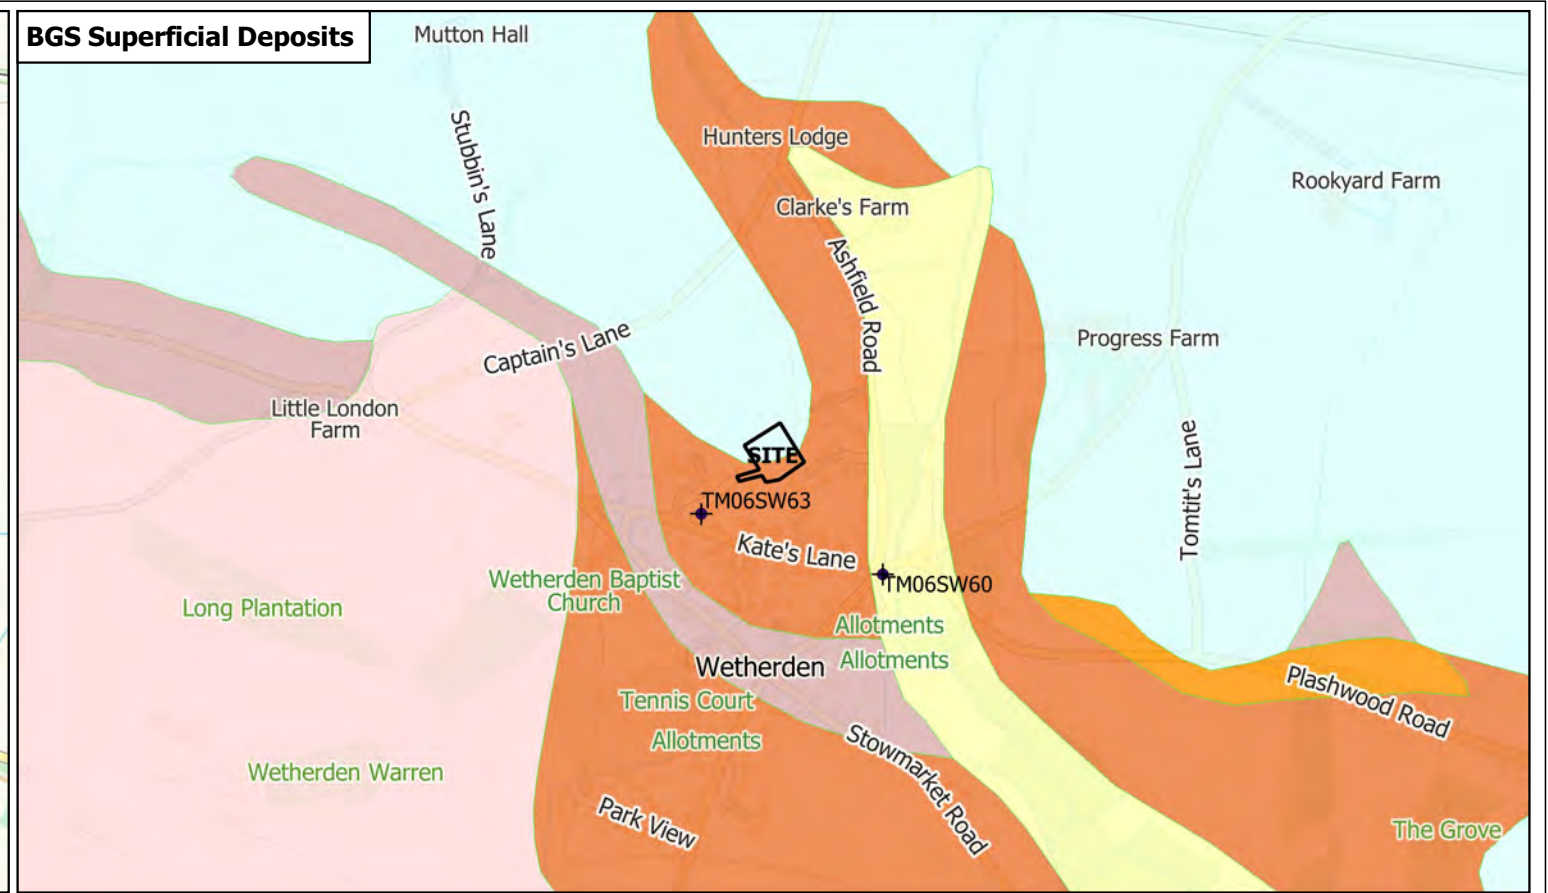 BGS Superficial Deposits
Mutton Hall
Stubbin's Lane
Hunters Lodge
Rookyard Farm
Clarke's Farm
Ashfield Road
Captain's Lane
Progress Farm
Little London
Farm
SITE
Tomtit's Lane
TM06SW63
Kate's Lane
TM06SW60
Wetherden Baptist
Church
Long Plantation
Allotments
Wetherden
Allotments
Plashwood Road
Tennis Court
Allotments
Stowmarket Road
Wetherden Warren
Park View
The Grove